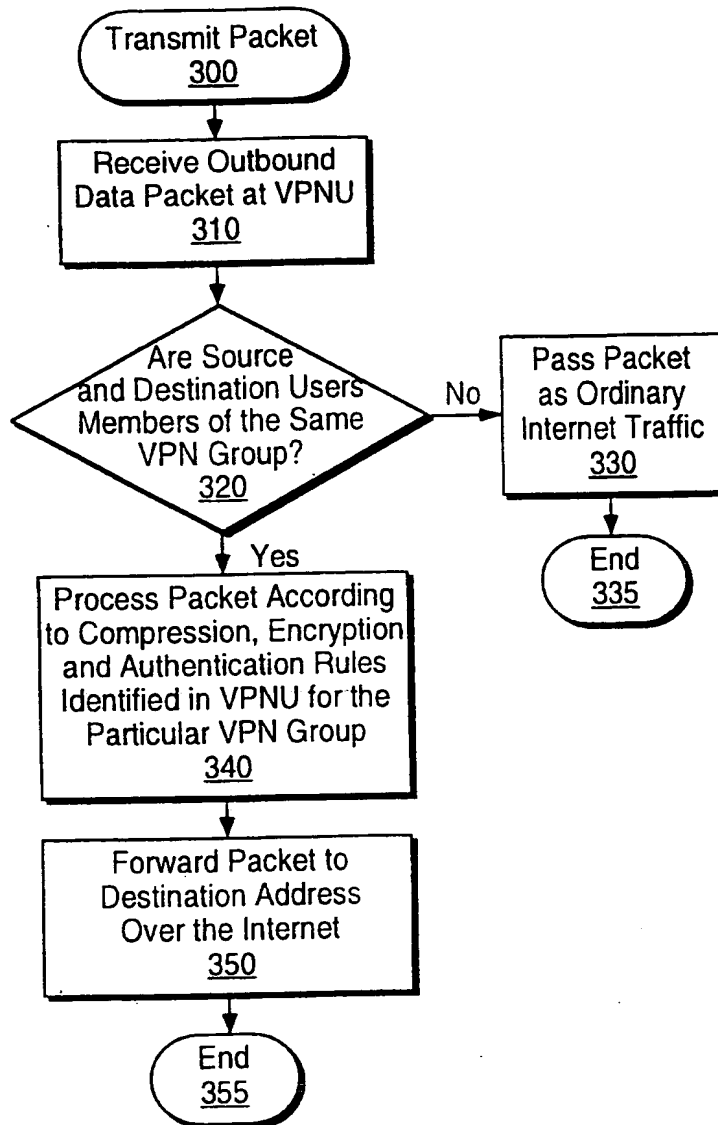 Transmit Packet
300
Receive Outbound
Data Packet at VPNU
310
Are Source
and Destination Users
Members of the Same
VPN Group?
320
No
Pass Packet
as Ordinary
Internet Traffic
330
End
335
Yes
Process Packet According
to Compression, Encryption
and Authentication Rules
Identified in VPNU for the
Particular VPN Group
340
Forward Packet to
Destination Address
Over the Internet
350
End
355